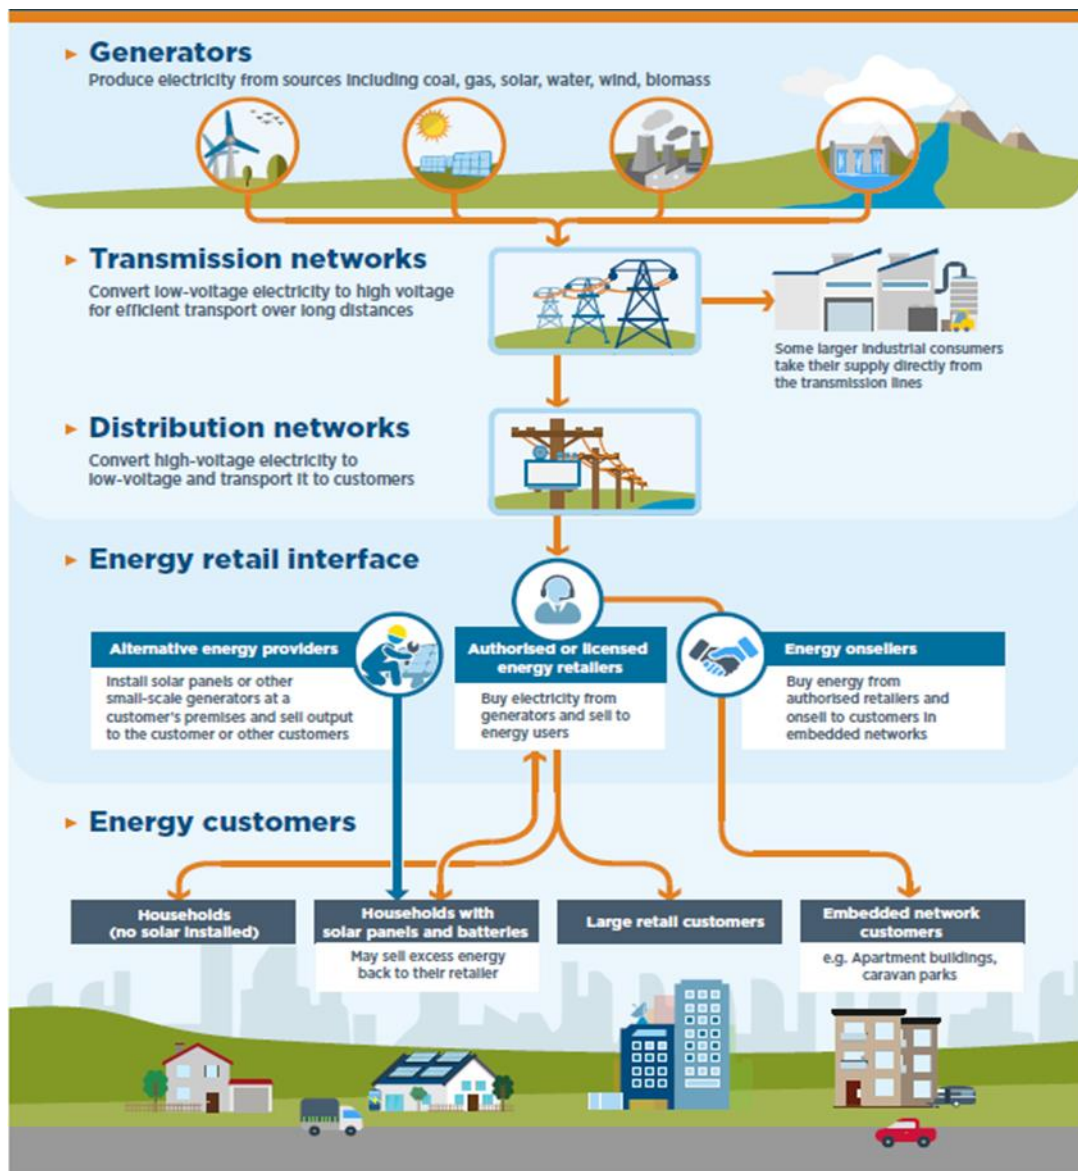 Generators
Produce electricity from sources including coal, gas, solar, water, wind, biomass
Transmission networks
Convert low-voltage electricity to high voltage
for efficient transport over long distances
Some larger industrial consumers
take their supply directly from
the transmission lines
Distribution networks
Convert high-voltage electricity to
low-voltage and transport it to customers
Energy retail interface
Alternative energy providers
Install solar panels or other
small-scale generators at a
customer's premises and sell output
to the customer or other customers
Authorised or licensed
energy retailers
Buy electricity from
generators and sell to
energy users
Energy onsellers
Buy energy from
authorised retailers and
onsell to customers in
embedded networks
Energy customers
Households
(no solar installed)
Households with
solar panels and batteries
May sell excess energy
back to their retailer
Large retail customers
Embedded network
customers
e.g. Apartment buildings,
caravan parks